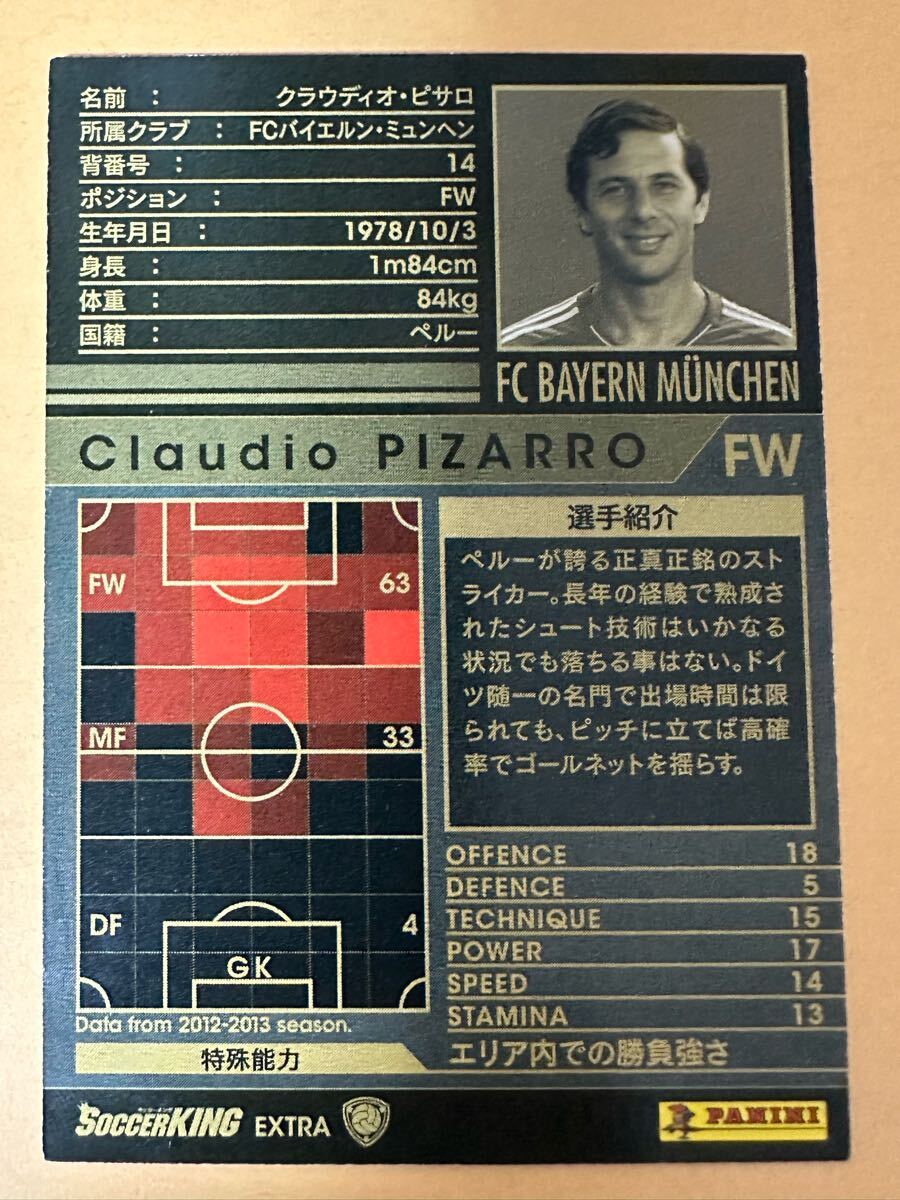 名前 : クラウディオ・ピサロ
所属クラブ : FCバイエルン・ミュンヘン
背番号 : 14
ポジション : FW
生年月日 : 1978/10/3
身長 : 1m84cm
体重 : 84kg
国籍 : ペルー
FC BAYERN MÜNCHEN
Claudio PIZARRO FW
FW 63
MF 33
DF 4
GK
Data from 2012-2013 season.
選手紹介
ペルーが誇る正真正銘のスト
ライカー。長年の経験で熟成さ
れたシュート技術はいかなる
状況でも落ちる事はない。ドイ
ツ随一の名門で出場時間は限
られても、ピッチに立てば高確
率でゴールネットを揺らす。
OFFENCE 18
DEFENCE 5
TECHNIQUE 15
POWER 17
SPEED 14
STAMINA 13
特殊能力 エリア内での勝負強さ
SOCCERKING EXTRA
PANINI